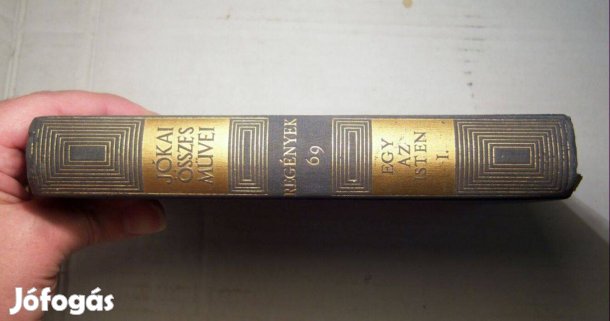 JÓKAI
ÖSSZES
MŰVEI
REGÉNYEK
69
EGY
AZ
ISTEN
I.
Jófogás